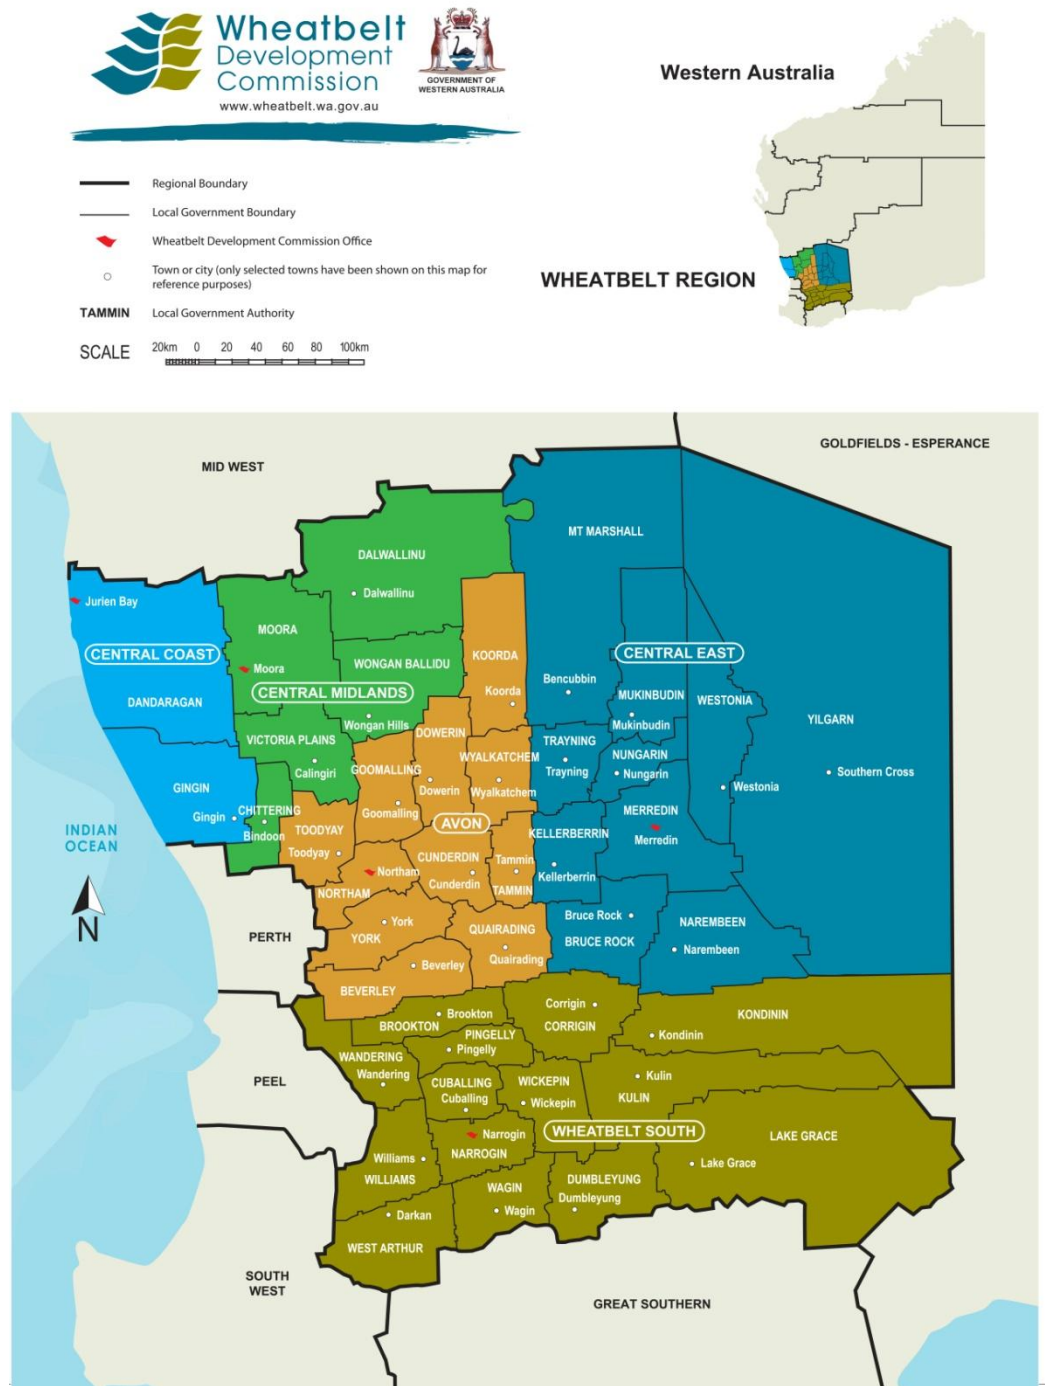 Wheatbelt
Development
Commission
www.wheatbelt.wa.gov.au
GOVERNMENT OF
WESTERN AUSTRALIA
Western Australia
WHEATBELT REGION
Regional Boundary
Local Government Boundary
Wheatbelt Development Commission Office
Town or city (only selected towns have been shown on this map for
reference purposes)
TAMMIN Local Government Authority
SCALE 20km 0 20 40 60 80 100km
GOLDFIELDS - ESPERANCE
MID WEST
MT MARSHALL
DALWALLINU
Dalwallinu
Jurien Bay
MOORA
CENTRAL COAST
KOORDA
CENTRAL EAST
WONGAN BALLIDU
Moora
Bencubbin
CENTRAL MIDLANDS
Koorda
MUKINBUDIN
WESTONIA
DANDARAGAN
YILGARN
Wongan Hills
Mukinbudin
DOWERIN
VICTORIA PLAINS
TRAYNING
NUNGARIN
WYALKATCHEM
GOOMALLING
Calingiri
Trayning
Nungarin
Southern Cross
GINGIN
Dowerin
Wyalkatchem
Westonia
CHITTERING
Goomalling
MERREDIN
Gingin
AVON
INDIAN
OCEAN
Bindoon
TOODYAY
KELLERBERRIN
Merredin
Toodyay
CUNDERDIN
Tammin
Northam
Cunderdin
Kellerberrin
NORTHAM
TAMMIN
York
Bruce Rock
NAREMBEEN
N
PERTH
YORK
QUAIRADING
BRUCE ROCK
Narembeen
Quairading
Beverley
BEVERLEY
Corrigin
Brookton
KONDININ
BROOKTON
CORRIGIN
PINGELLY
Kondinin
Pingelly
WANDERING
Wandering
Kulin
PEEL
CUBALLING
WICKEPIN
Cuballing
Wickepin
KULIN
WHEATBELT SOUTH
Narrogin
LAKE GRACE
NARROGIN
Williams
Lake Grace
WILLIAMS
DUMBLEYUNG
WAGIN
Dumbleyung
Wagin
Darkan
WEST ARTHUR
SOUTH
WEST
GREAT SOUTHERN